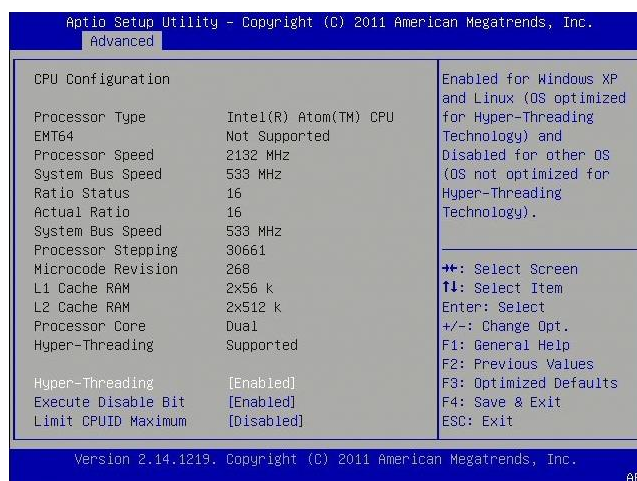 Aptio Setup Utility – Copyright (C) 2011 American Megatrends, Inc.
Advanced
CPU Configuration
Processor Type Intel(R) Atom(TM) CPU
EMT64 Not Supported
Processor Speed 2132 MHz
System Bus Speed 533 MHz
Ratio Status 16
Actual Ratio 16
System Bus Speed 533 MHz
Processor Stepping 30661
Microcode Revision 268
L1 Cache RAM 2x56 k
L2 Cache RAM 2x512 k
Processor Core Dual
Hyper-Threading Supported
Hyper-Threading [Enabled]
Execute Disable Bit [Enabled]
Limit CPUID Maximum [Disabled]
Enabled for Windows XP
and Linux (OS optimized
for Hyper-Threading
Technology) and
Disabled for other OS
(OS not optimized for
Hyper-Threading
Technology).
→←: Select Screen
↑↓: Select Item
Enter: Select
+/-: Change Opt.
F1: General Help
F2: Previous Values
F3: Optimized Defaults
F4: Save & Exit
ESC: Exit
Version 2.14.1219. Copyright (C) 2011 American Megatrends, Inc.